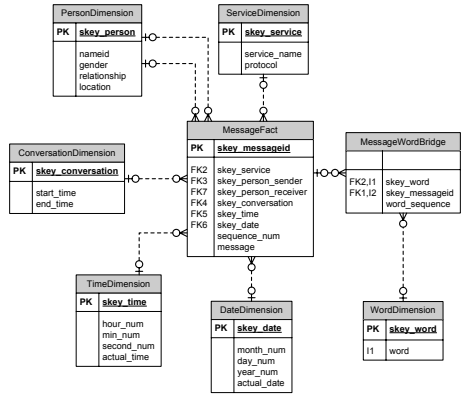 PersonDimension
PK skey_person
nameid
gender
relationship
location
ServiceDimension
PK skey_service
service_name
protocol
MessageFact
PK skey_messageid
FK2 skey_service
FK3 skey_person_sender
FK7 skey_person_receiver
FK4 skey_conversation
FK5 skey_time
FK6 skey_date
sequence_num
message
MessageWordBridge
FK2,I1 skey_word
FK1,I2 skey_messageid
word_sequence
ConversationDimension
PK skey_conversation
start_time
end_time
TimeDimension
PK skey_time
hour_num
min_num
second_num
actual_time
DateDimension
PK skey_date
month_num
day_num
year_num
actual_date
WordDimension
PK skey_word
I1 word